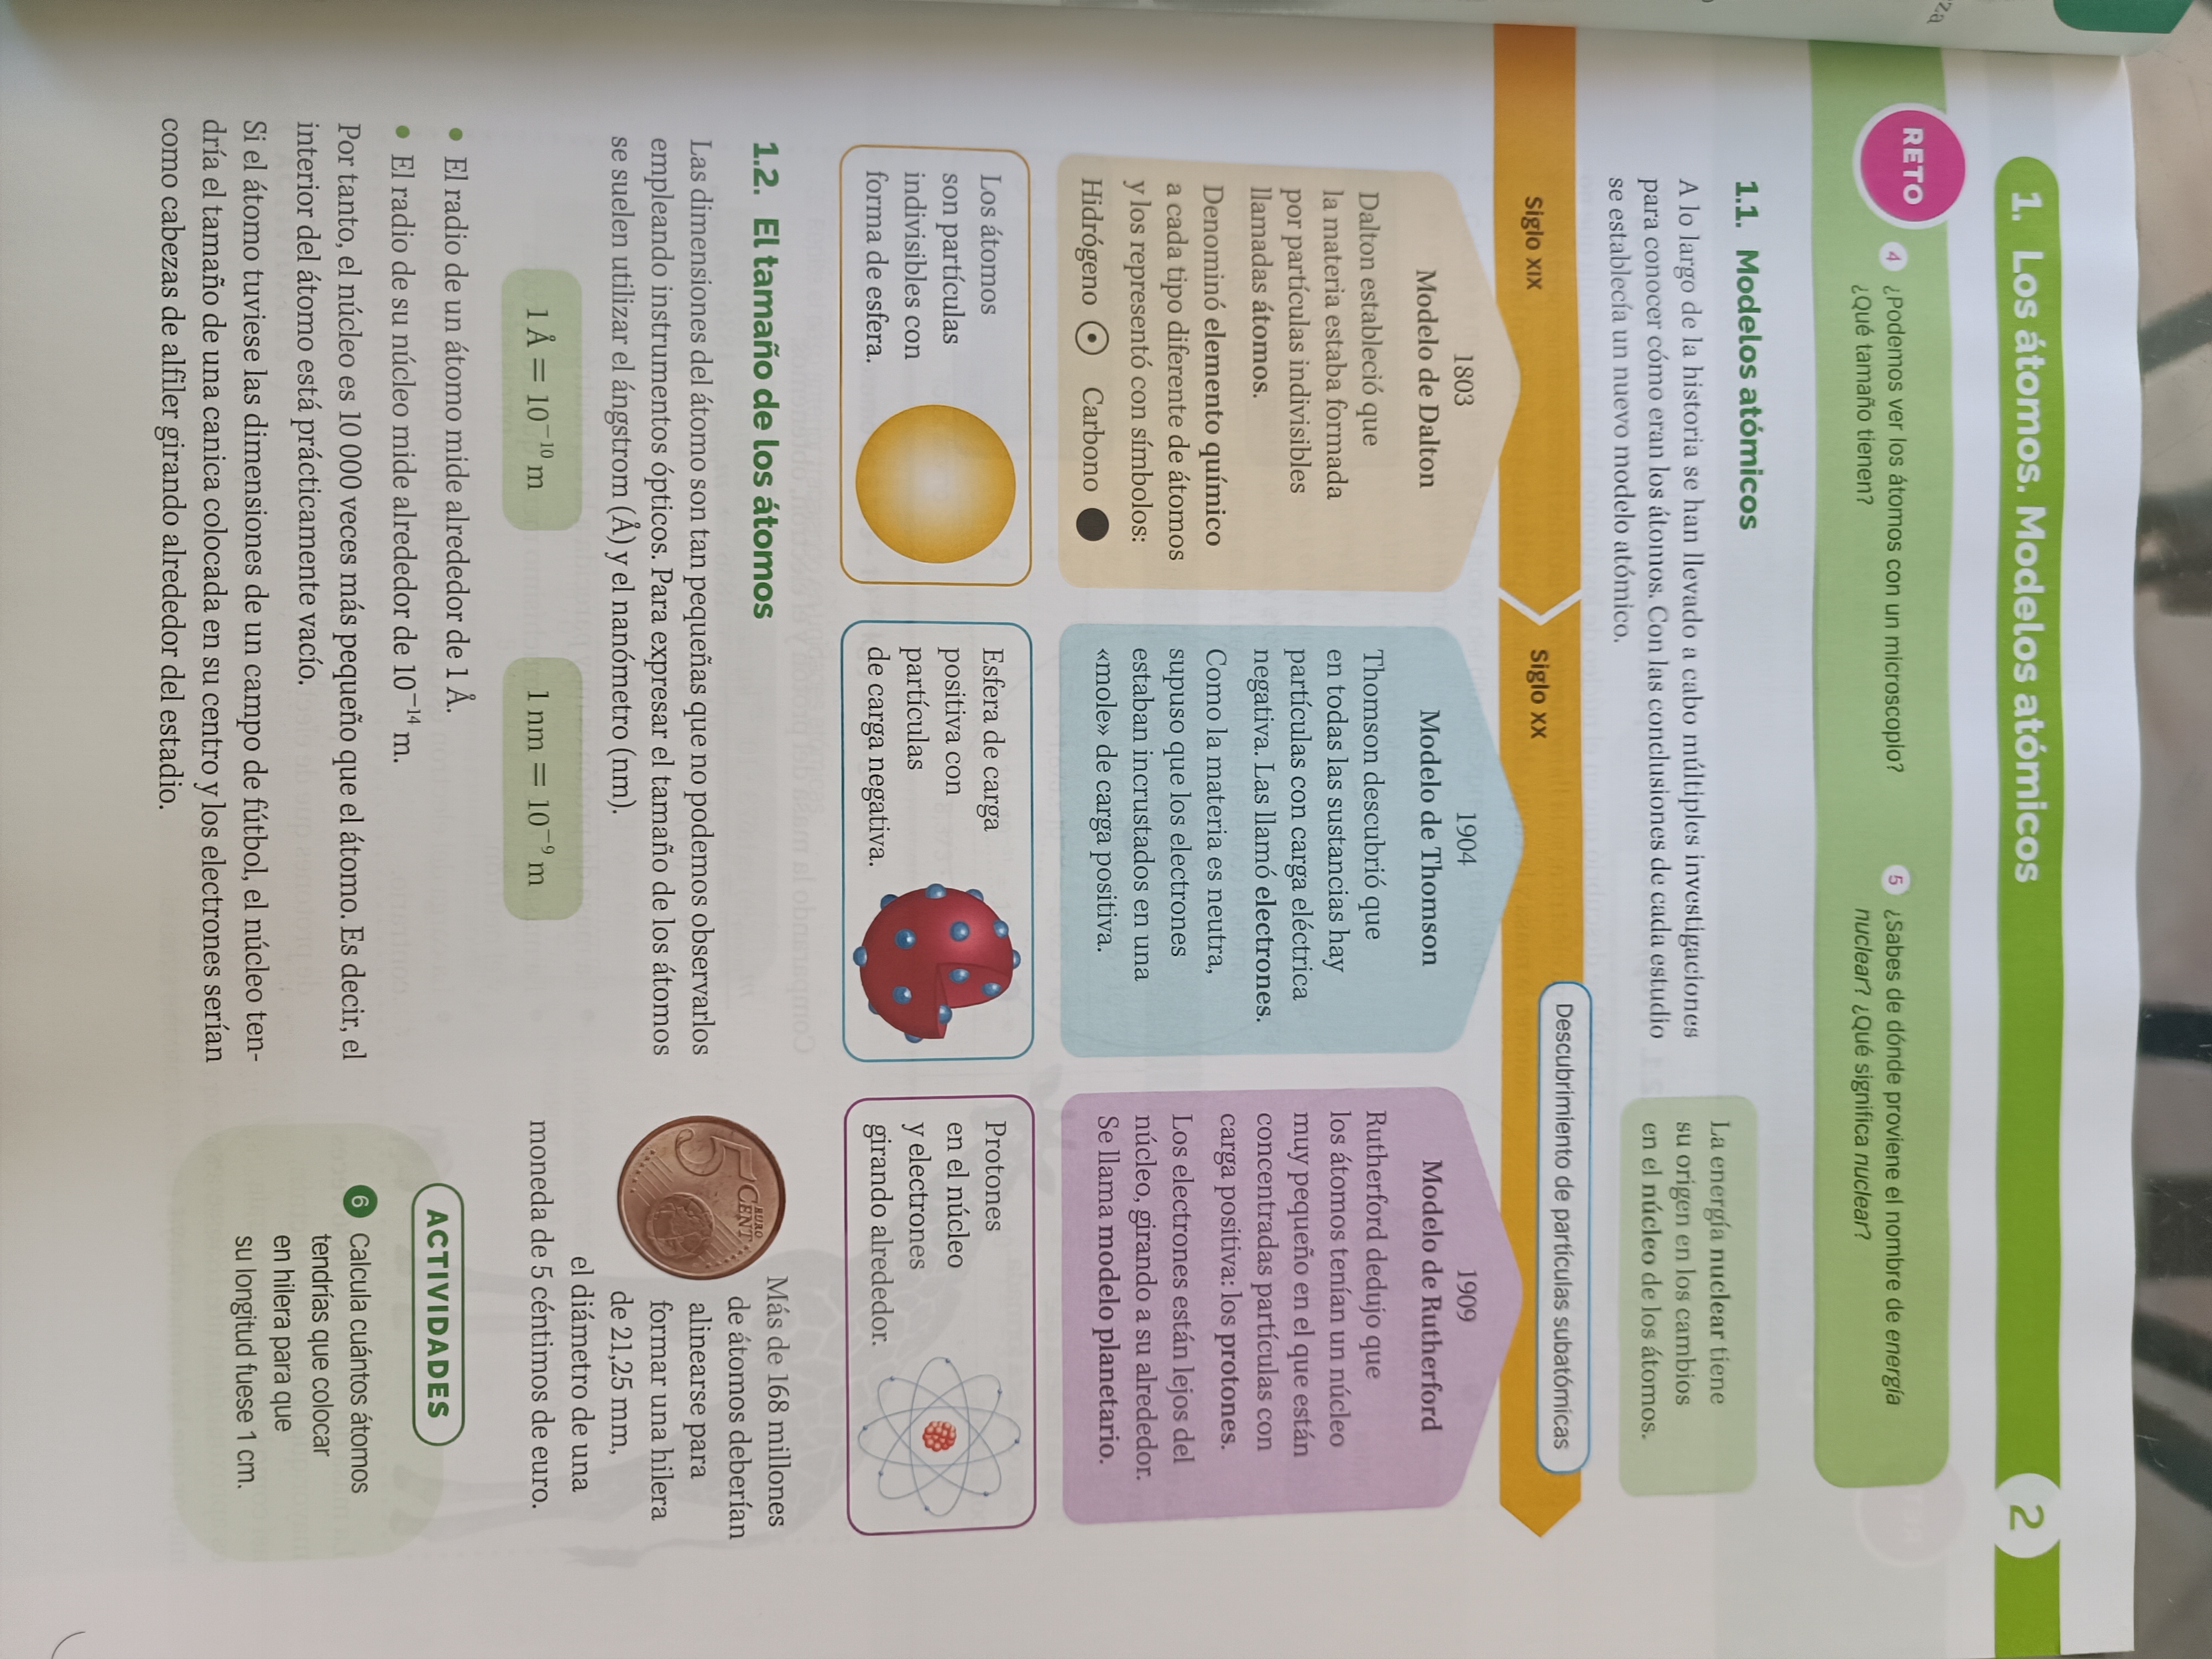 za
1. Los átomos. Modelos atómicos
2
RETO
4 ¿Podemos ver los átomos con un microscopio?
¿Qué tamaño tienen?
5 ¿Sabes de dónde proviene el nombre de energía
nuclear? ¿Qué significa nuclear?
1.1. Modelos atómicos
A lo largo de la historia se han llevado a cabo múltiples investigaciones
para conocer cómo eran los átomos. Con las conclusiones de cada estudio
se establecía un nuevo modelo atómico.
La energía nuclear tiene
su origen en los cambios
en el núcleo de los átomos.
Siglo XIX
Siglo XX
Descubrimiento de partículas subatómicas
1803
Modelo de Dalton
Dalton estableció que
la materia estaba formada
por partículas indivisibles
llamadas átomos.
Denominó elemento químico
a cada tipo diferente de átomos
y los representó con símbolos:
Hidrógeno Carbono
Los átomos
son partículas
indivisibles con
forma de esfera.
1904
Modelo de Thomson
Thomson descubrió que
en todas las sustancias hay
partículas con carga eléctrica
negativa. Las llamó electrones.
Como la materia es neutra,
supuso que los electrones
estaban incrustados en una
«mole» de carga positiva.
Esfera de carga
positiva con
partículas
de carga negativa.
1909
Modelo de Rutherford
Rutherford dedujo que
los átomos tenían un núcleo
muy pequeño en el que están
concentradas partículas con
carga positiva: los protones.
Los electrones están lejos del
núcleo, girando a su alrededor.
Se llama modelo planetario.
Protones
en el núcleo
y electrones
girando alrededor.
1.2. El tamaño de los átomos
Las dimensiones del átomo son tan pequeñas que no podemos observarlos
empleando instrumentos ópticos. Para expresar el tamaño de los átomos
se suelen utilizar el ángstrom (Å) y el nanómetro (nm).
1 Å = 10⁻¹⁰ m
1 nm = 10⁻⁹ m
• El radio de un átomo mide alrededor de 1 Å.
• El radio de su núcleo mide alrededor de 10⁻¹⁴ m.
Por tanto, el núcleo es 10 000 veces más pequeño que el átomo. Es decir, el
interior del átomo está prácticamente vacío.
Si el átomo tuviese las dimensiones de un campo de fútbol, el núcleo ten-
dría el tamaño de una canica colocada en su centro y los electrones serían
como cabezas de alfiler girando alrededor del estadio.
5
EURO
CENT
Más de 168 millones
de átomos deberían
alinearse para
formar una hilera
de 21,25 mm,
el diámetro de una
moneda de 5 céntimos de euro.
ACTIVIDADES
6 Calcula cuántos átomos
tendrías que colocar
en hilera para que
su longitud fuese 1 cm.